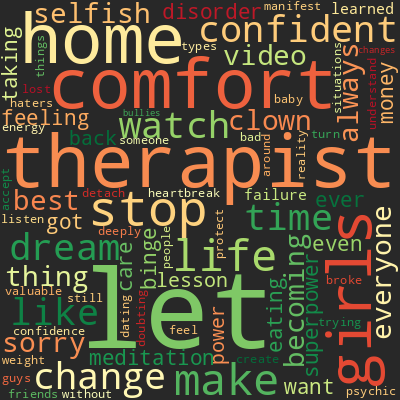 selfish disorder manifest learned
taking things home types confident
lost comfort video situations always money understand changes
haters feeling energy watch clown baby
back someone bullies bad around reality turn
therapist
accept best detach heartbreak failure ever
listen got stop deeply protect time girls everyone
dream care binge people life even
thing valuable still let lesson becoming superpower broke
like dating doubting feel power eating trying
confidence sorry meditation create
weight change make want psychic
guys friends without